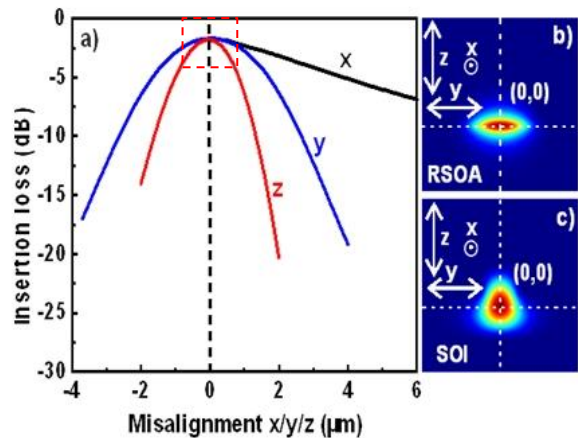 a)
0
-5
-10
-15
-20
-25
-30
-4
-2
0
2
4
6
Insertion loss (dB)
Misalignment x/y/z (μm)
x
y
z
b)
x
z
y
(0,0)
RSOA
c)
x
z
y
(0,0)
SOI